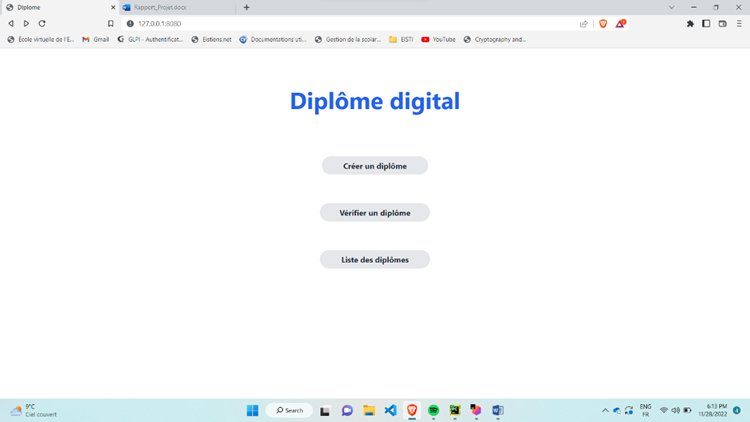 Diplome
Rapport_Projet.docx
127.0.0.1:8080
École virtuelle de l'E...
Gmail
GLPI - Authentificat...
Eistiens.net
Documentations uti...
Gestion de la scolar...
EISTI
YouTube
Cryptography and...
Diplôme digital
Créer un diplôme
Vérifier un diplôme
Liste des diplômes
9°C
Ciel couvert
Search
ENG
FR
6:13 PM
11/28/2022